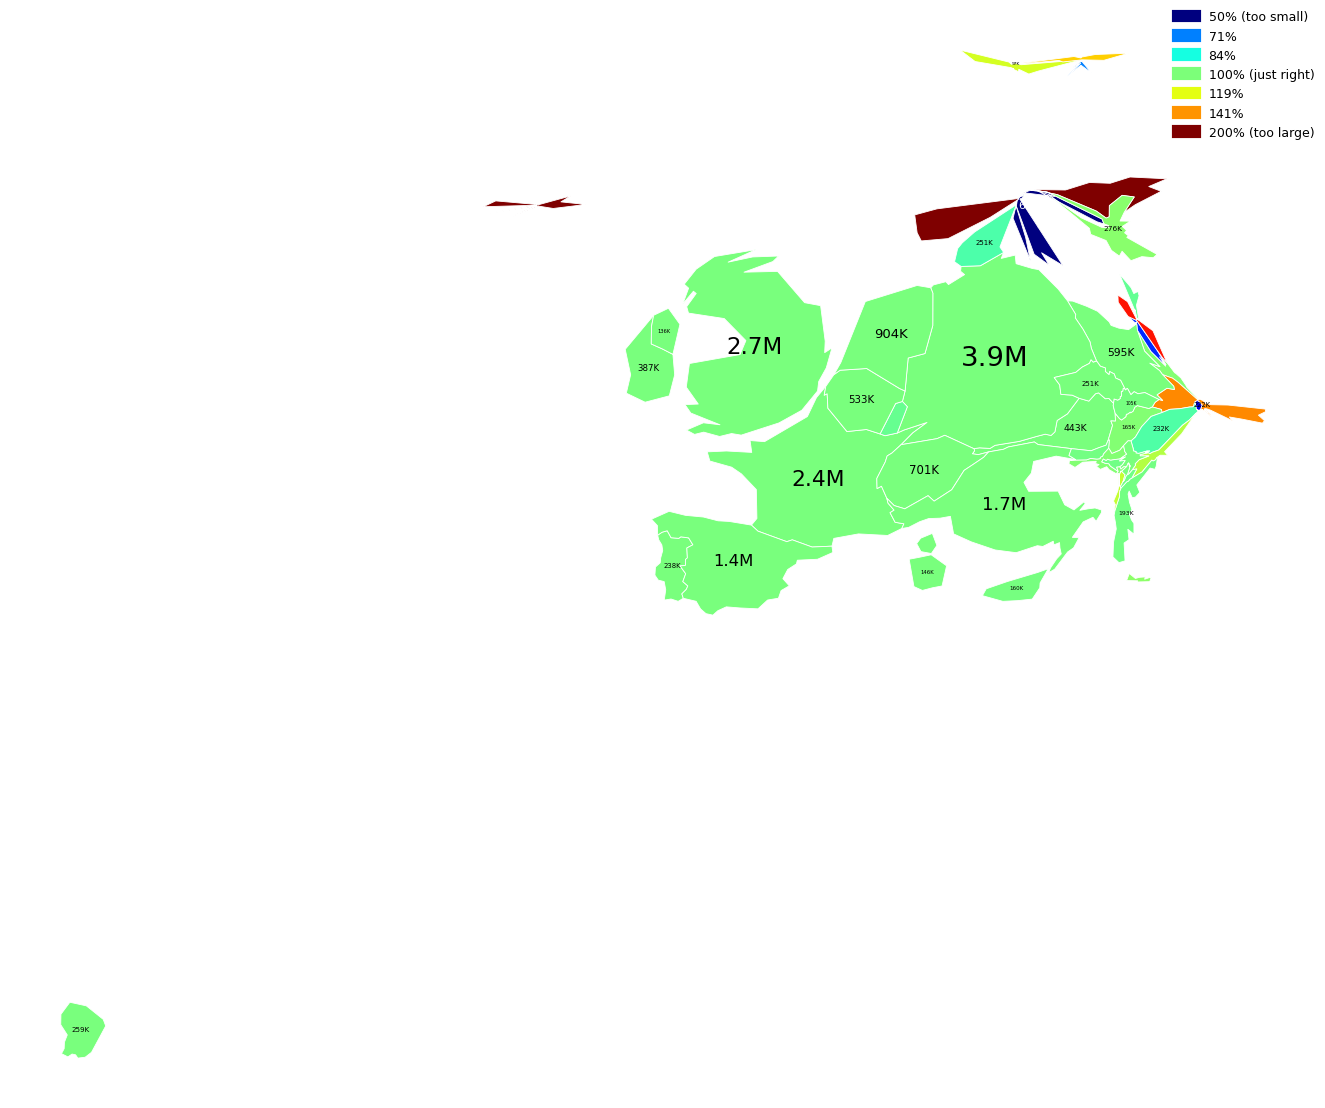 50% (too small)
71%
84%
100% (just right)
119%
141%
200% (too large)
276K
251K
136K
2.7M
904K
3.9M
595K
387K
251K
533K
105K
443K
165K
232K
701K
2.4M
1.7M
193K
1.4M
238K
146K
160K
259K